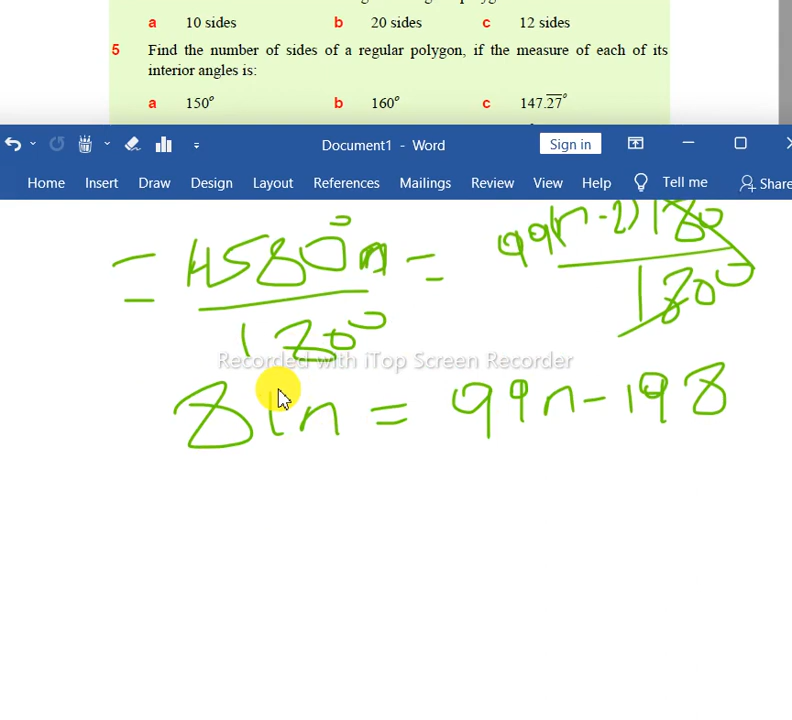 a 10 sides b 20 sides c 12 sides
5 Find the number of sides of a regular polygon, if the measure of each of its
interior angles is:
a 150° b 160° c 147.2̅7̅°
Document1 - Word Sign in
Home Insert Draw Design Layout References Mailings Review View Help Tell me Share
= 14580°n / 180° = 99(n-2)180 / 180°
Recorded with iTop Screen Recorder
81n = 99n-198